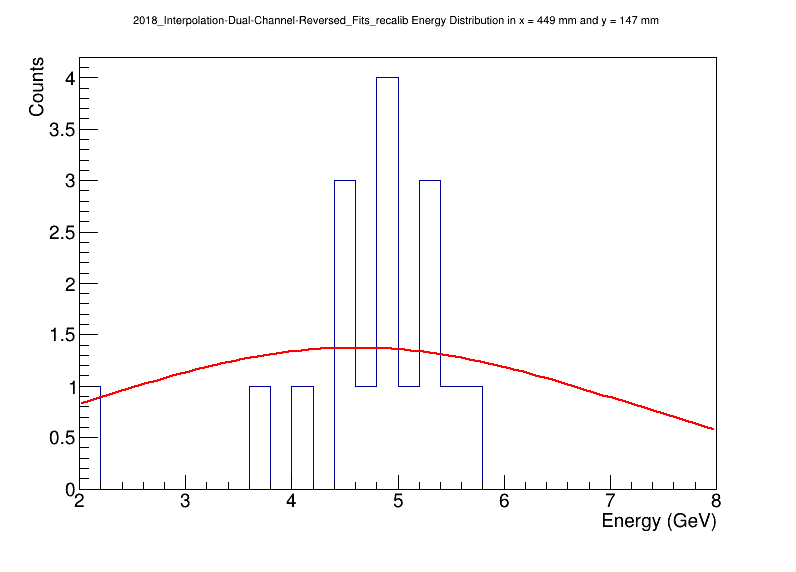 2018_Interpolation-Dual-Channel-Reversed_Fits_recalib Energy Distribution in x = 449 mm and y = 147 mm
Counts
4
3.5
3
2.5
2
1.5
1
0.5
0
2 3 4 5 6 7 8
Energy (GeV)